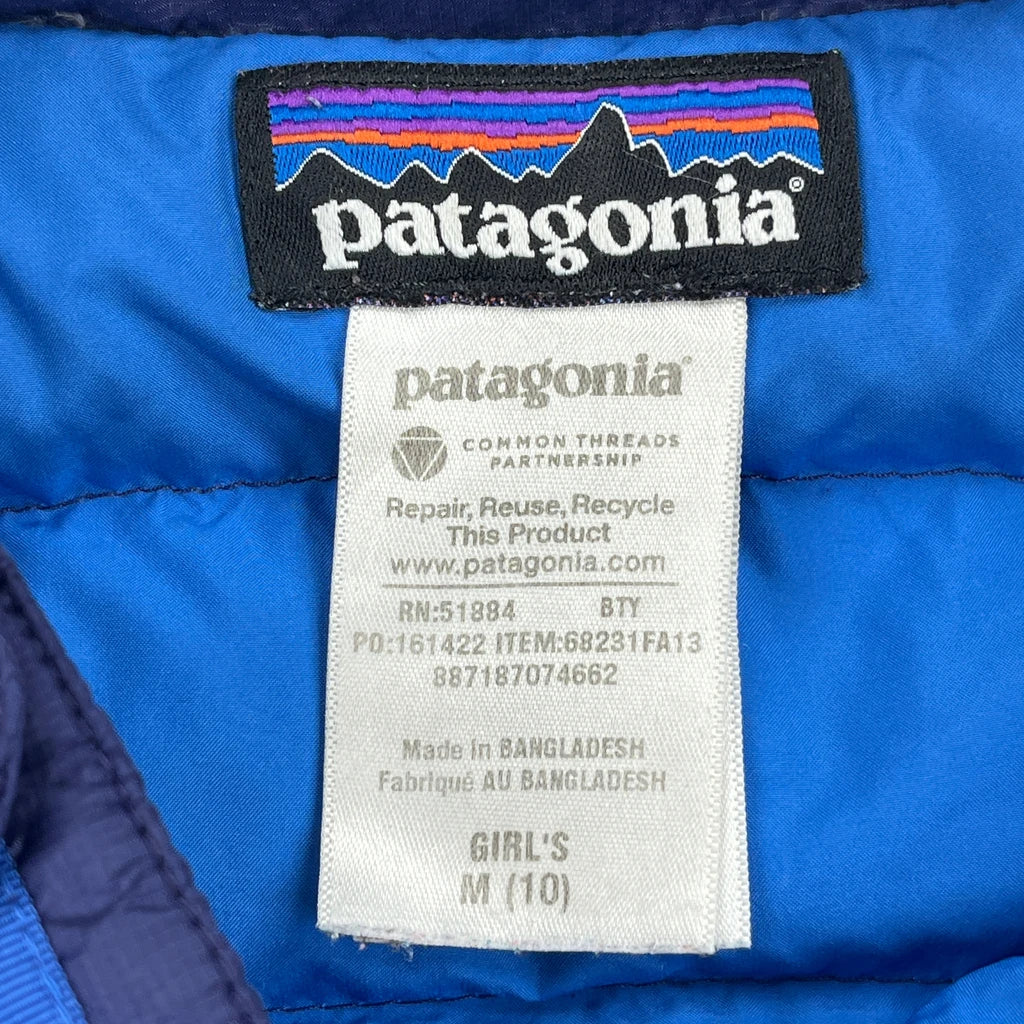 patagonia®
patagonia®
COMMON THREADS
PARTNERSHIP
Repair, Reuse, Recycle
This Product
www.patagonia.com
RN:51884 BTY
PO:161422 ITEM:68231FA13
887187074662
Made in BANGLADESH
Fabriqué AU BANGLADESH
GIRL'S
M (10)